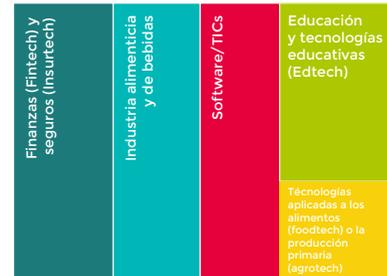 Finanzas (Fintech) y
seguros (Insurtech)
Industria alimenticia
y de bebidas
Software/TICs
Educación
y tecnologías
educativas
(Edtech)
Técnologías
aplicadas a los
alimentos
(foodtech) o la
producción
primaria
(agrotech)